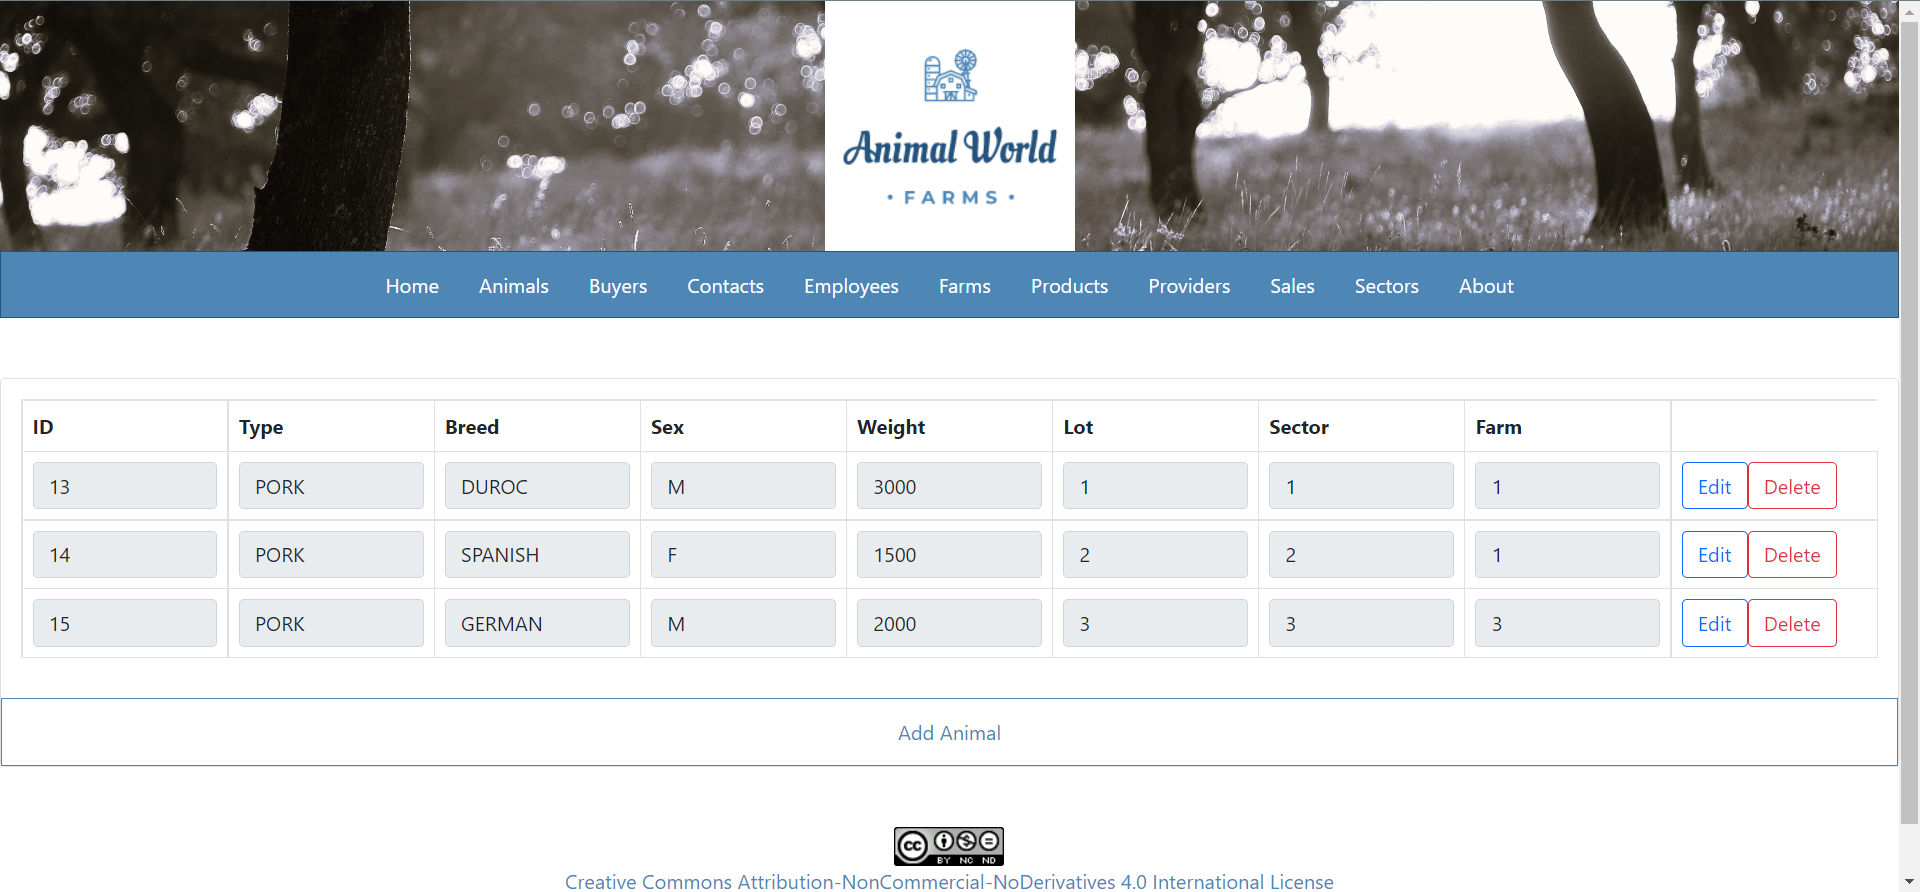 Animal World
• FARMS •
Home Animals Buyers Contacts Employees Farms Products Providers Sales Sectors About
ID Type Breed Sex Weight Lot Sector Farm
13 PORK DUROC M 3000 1 1 1 Edit Delete
14 PORK SPANISH F 1500 2 2 1 Edit Delete
15 PORK GERMAN M 2000 3 3 3 Edit Delete
Add Animal
cc
BY NC ND
Creative Commons Attribution-NonCommercial-NoDerivatives 4.0 International License